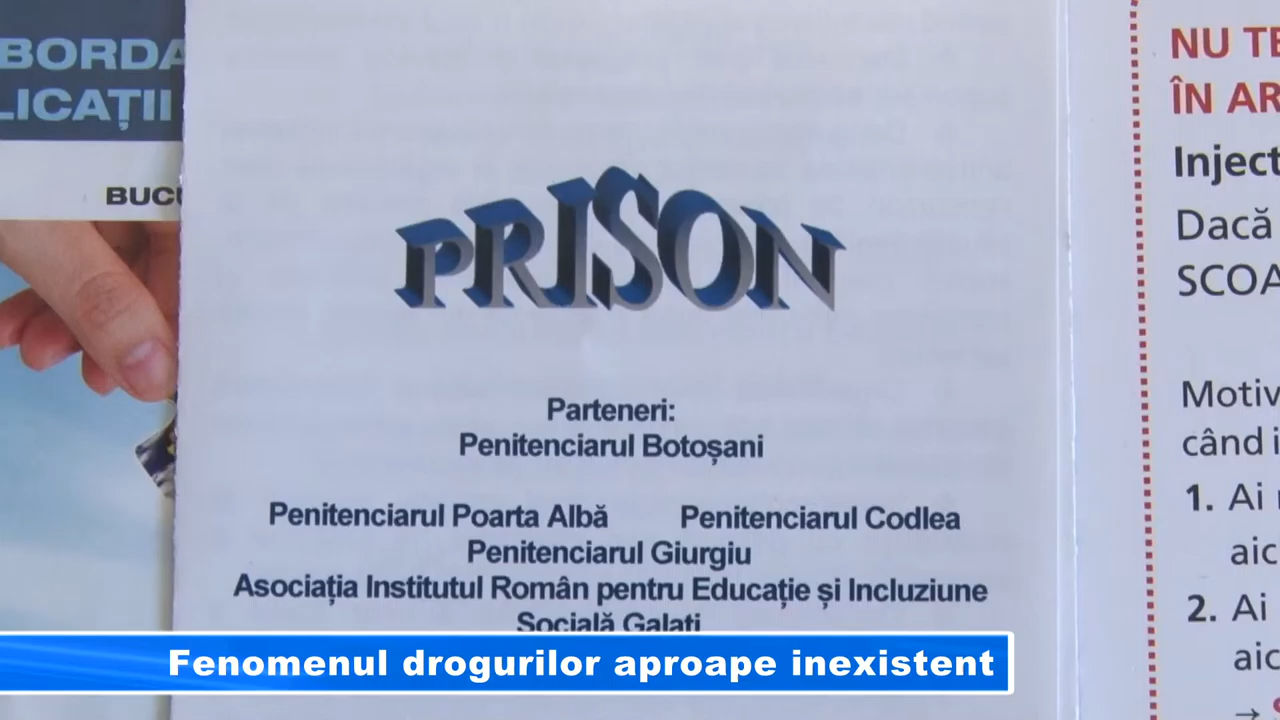 BORDA
LICAȚII
BUCU
PRISON
Parteneri:
Penitenciarul Botoșani
Penitenciarul Poarta Albă Penitenciarul Codlea
Penitenciarul Giurgiu
Asociația Institutul Român pentru Educație și Incluziune
Socială Galați
NU TE
ÎN AR
Inject
Dacă
SCOA
Motiv
când i
1. Ai
aic
2. Ai
aic
→
Fenomenul drogurilor aproape inexistent